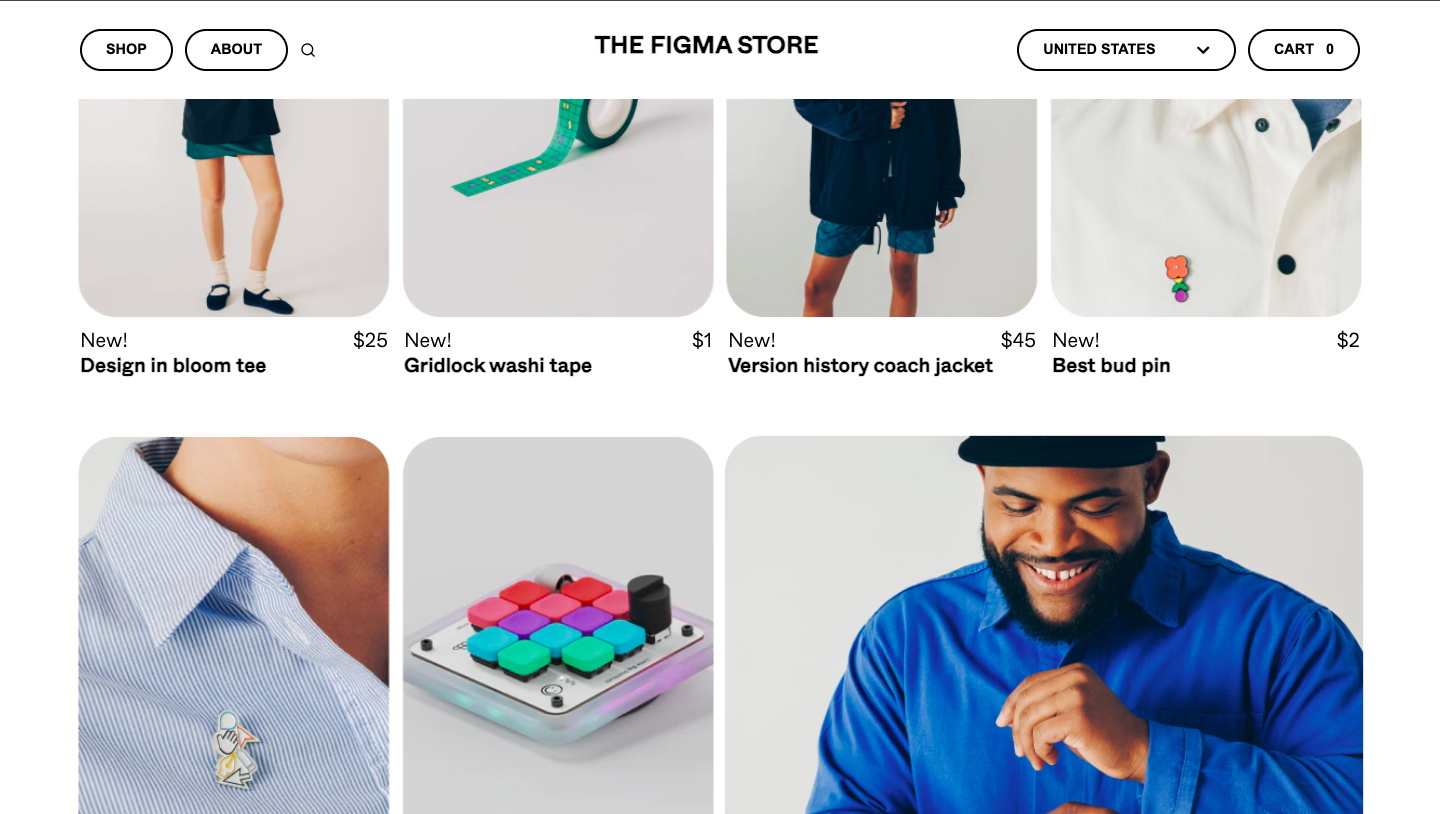 SHOP
ABOUT
THE FIGMA STORE
UNITED STATES
CART 0
New! $25
Design in bloom tee
New! $1
Gridlock washi tape
New! $45
Version history coach jacket
New! $2
Best bud pin